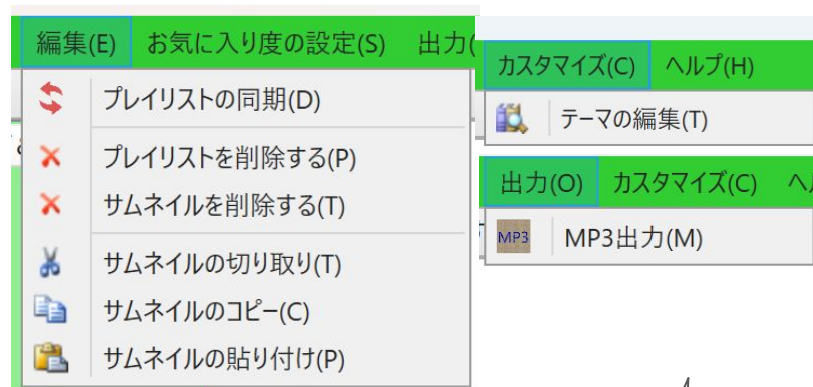 編集(E) お気に入り度の設定(S) 出力(
プレイリストの同期(D)
プレイリストを削除する(P)
サムネイルを削除する(T)
サムネイルの切り取り(T)
サムネイルのコピー(C)
サムネイルの貼り付け(P)
カスタマイズ(C) ヘルプ(H)
テーマの編集(T)
出力(O) カスタマイズ(C)
MP3 MP3出力(M)